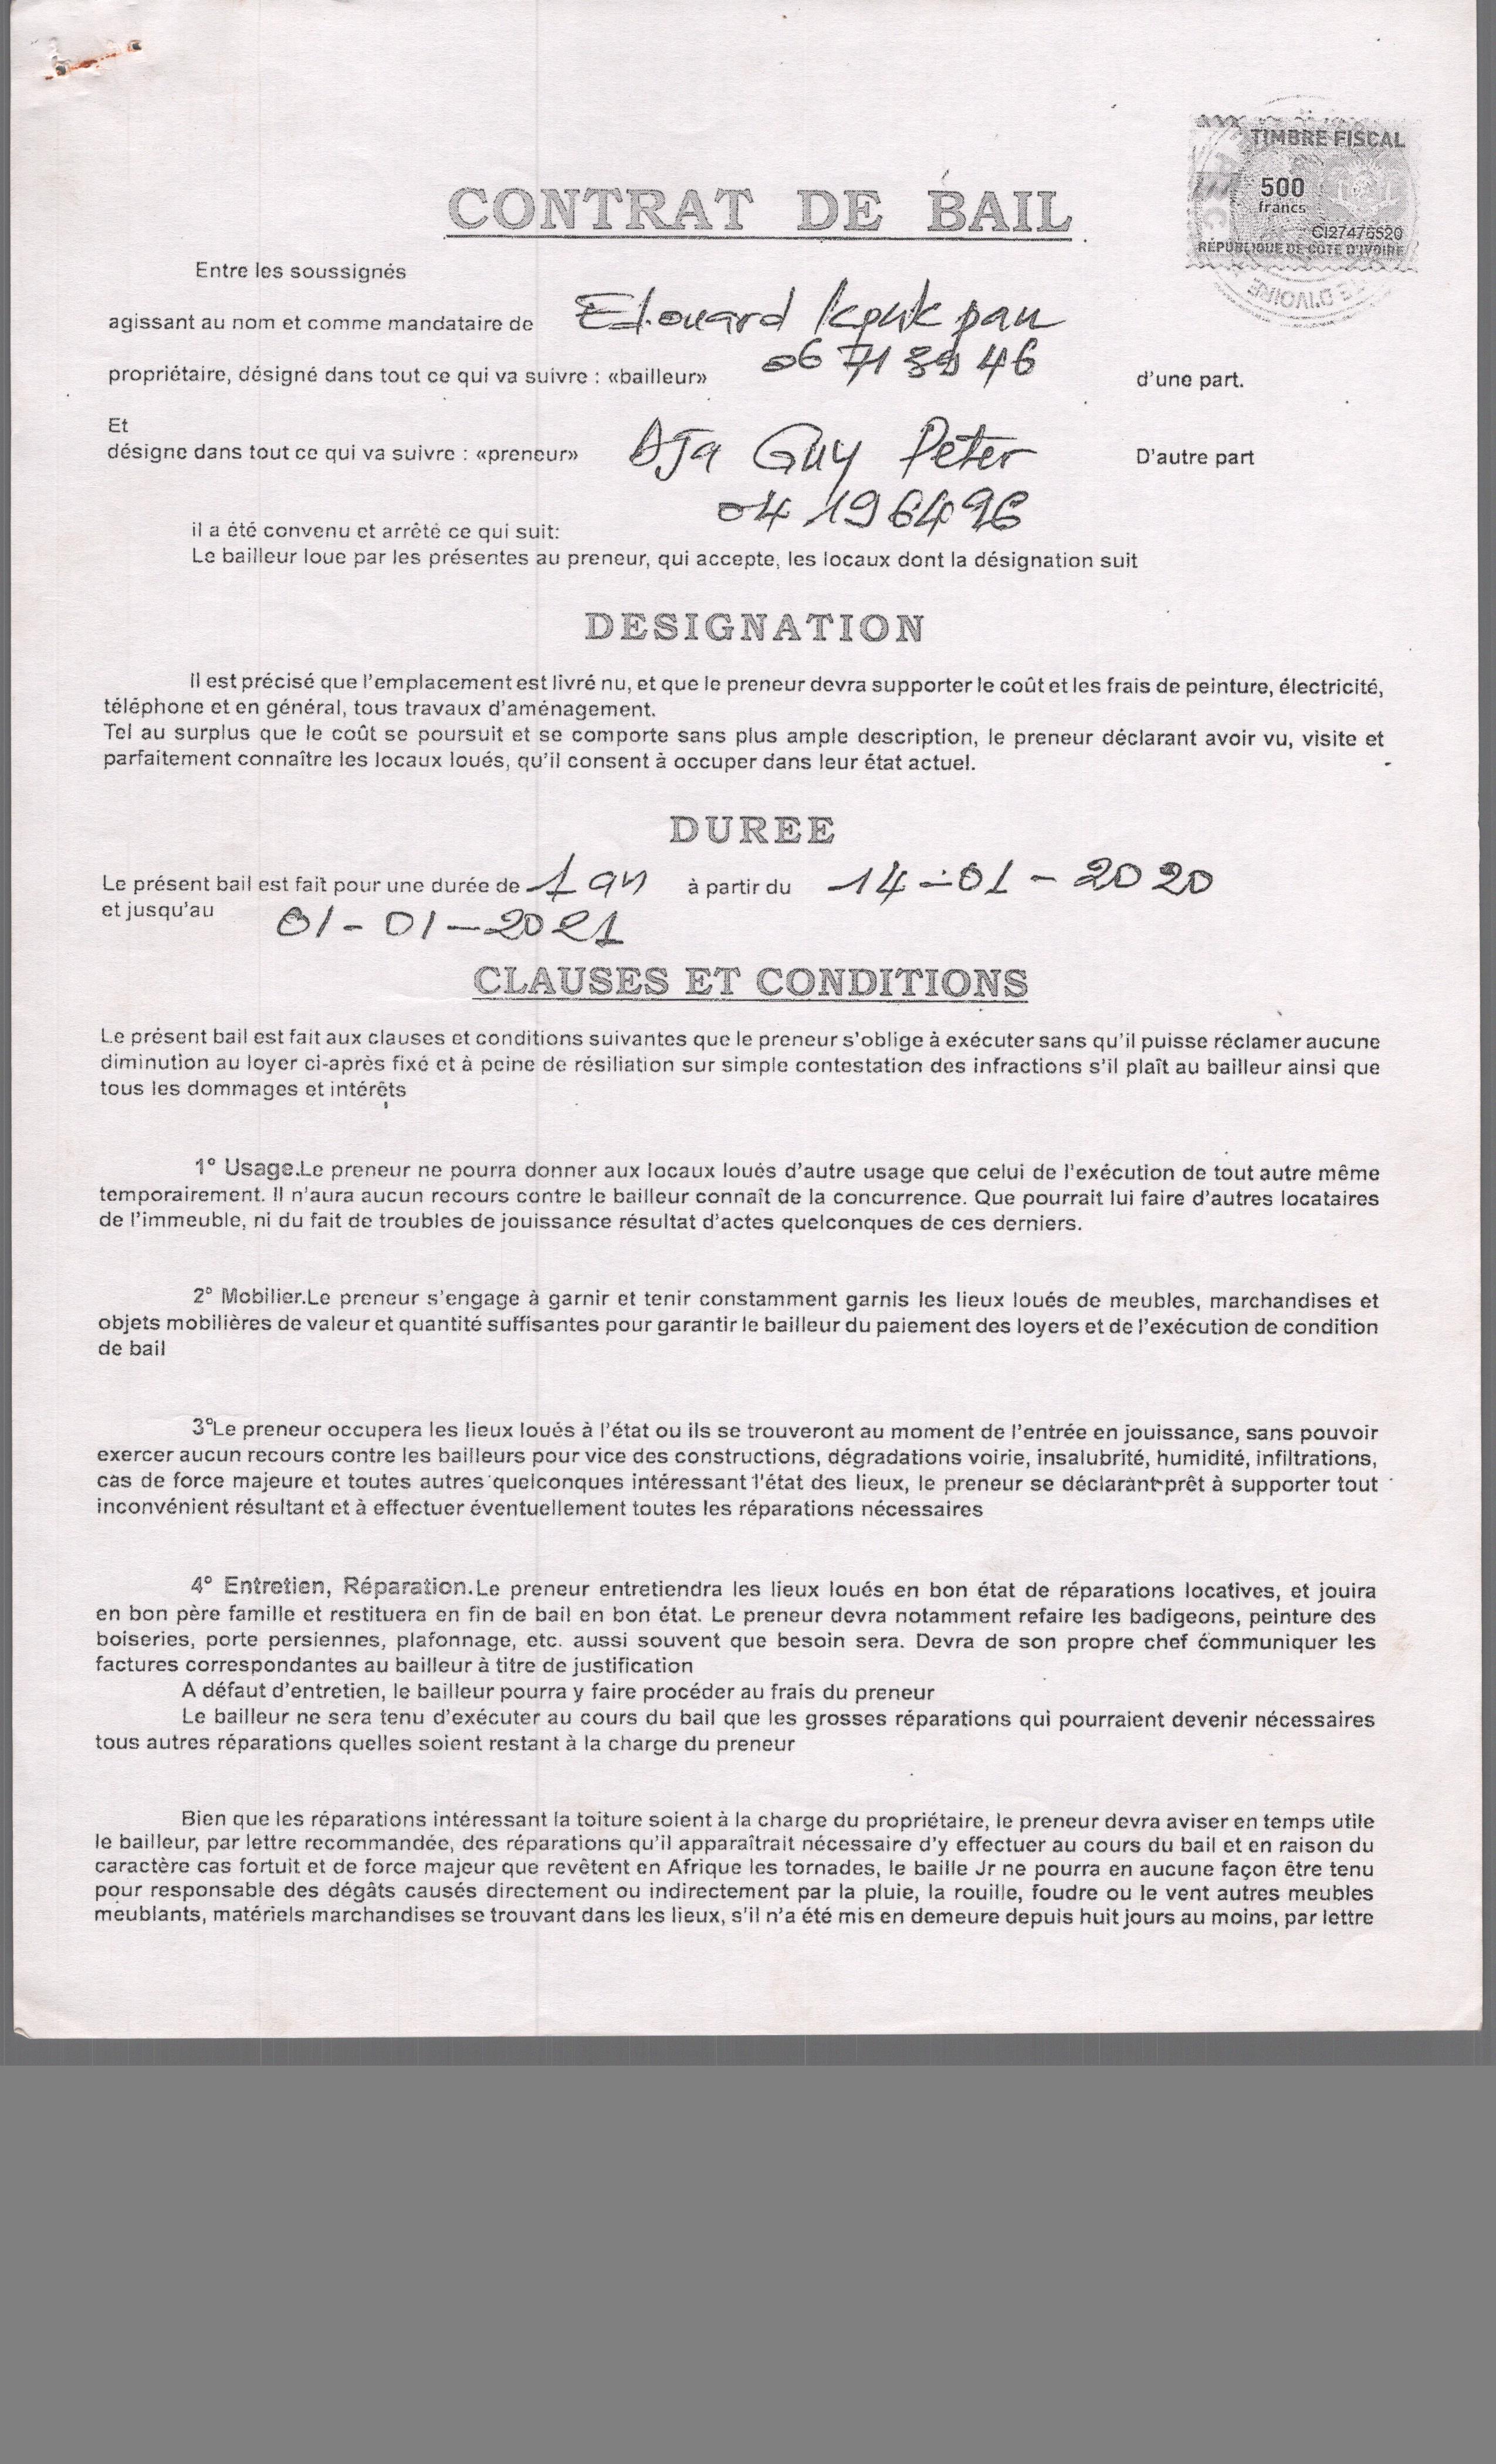 TIMBRE FISCAL
500
francs
CI27476520
RÉPUBLIQUE DE CÔTE D'IVOIRE
CONTRAT DE BAIL
Entre les soussignés
agissant au nom et comme mandataire de Edouard Koukpau
06 71 39 46
propriétaire, désigné dans tout ce qui va suivre : «bailleur» d'une part.
Et
désigne dans tout ce qui va suivre : «preneur» Dja Guy Peter D'autre part
04 19 64 96
il a été convenu et arrêté ce qui suit:
Le bailleur loue par les présentes au preneur, qui accepte, les locaux dont la désignation suit
DESIGNATION
Il est précisé que l'emplacement est livré nu, et que le preneur devra supporter le coût et les frais de peinture, électricité,
téléphone et en général, tous travaux d'aménagement.
Tel au surplus que le coût se poursuit et se comporte sans plus ample description, le preneur déclarant avoir vu, visite et
parfaitement connaître les locaux loués, qu'il consent à occuper dans leur état actuel.
DUREE
Le présent bail est fait pour une durée de 1 an à partir du 14-01-2020
et jusqu'au 01-01-2021
CLAUSES ET CONDITIONS
Le présent bail est fait aux clauses et conditions suivantes que le preneur s'oblige à exécuter sans qu'il puisse réclamer aucune
diminution au loyer ci-après fixé et à peine de résiliation sur simple contestation des infractions s'il plaît au bailleur ainsi que
tous les dommages et intérêts
1° Usage.Le preneur ne pourra donner aux locaux loués d'autre usage que celui de l'exécution de tout autre même
temporairement. Il n'aura aucun recours contre le bailleur connaît de la concurrence. Que pourrait lui faire d'autres locataires
de l'immeuble, ni du fait de troubles de jouissance résultat d'actes quelconques de ces derniers.
2° Mobilier.Le preneur s'engage à garnir et tenir constamment garnis les lieux loués de meubles, marchandises et
objets mobilières de valeur et quantité suffisantes pour garantir le bailleur du paiement des loyers et de l'exécution de condition
de bail
3°Le preneur occupera les lieux loués à l'état ou ils se trouveront au moment de l'entrée en jouissance, sans pouvoir
exercer aucun recours contre les bailleurs pour vice des constructions, dégradations voirie, insalubrité, humidité, infiltrations,
cas de force majeure et toutes autres quelconques intéressant l'état des lieux, le preneur se déclarant prêt à supporter tout
inconvénient résultant et à effectuer éventuellement toutes les réparations nécessaires
4° Entretien, Réparation.Le preneur entretiendra les lieux loués en bon état de réparations locatives, et jouira
en bon père famille et restituera en fin de bail en bon état. Le preneur devra notamment refaire les badigeons, peinture des
boiseries, porte persiennes, plafonnage, etc. aussi souvent que besoin sera. Devra de son propre chef communiquer les
factures correspondantes au bailleur à titre de justification
A défaut d'entretien, le bailleur pourra y faire procéder au frais du preneur
Le bailleur ne sera tenu d'exécuter au cours du bail que les grosses réparations qui pourraient devenir nécessaires
tous autres réparations quelles soient restant à la charge du preneur
Bien que les réparations intéressant la toiture soient à la charge du propriétaire, le preneur devra aviser en temps utile
le bailleur, par lettre recommandée, des réparations qu'il apparaîtrait nécessaire d'y effectuer au cours du bail et en raison du
caractère cas fortuit et de force majeur que revêtent en Afrique les tornades, le baille Jr ne pourra en aucune façon être tenu
pour responsable des dégâts causés directement ou indirectement par la pluie, la rouille, foudre ou le vent autres meubles
meublants, matériels marchandises se trouvant dans les lieux, s'il n'a été mis en demeure depuis huit jours au moins, par lettre